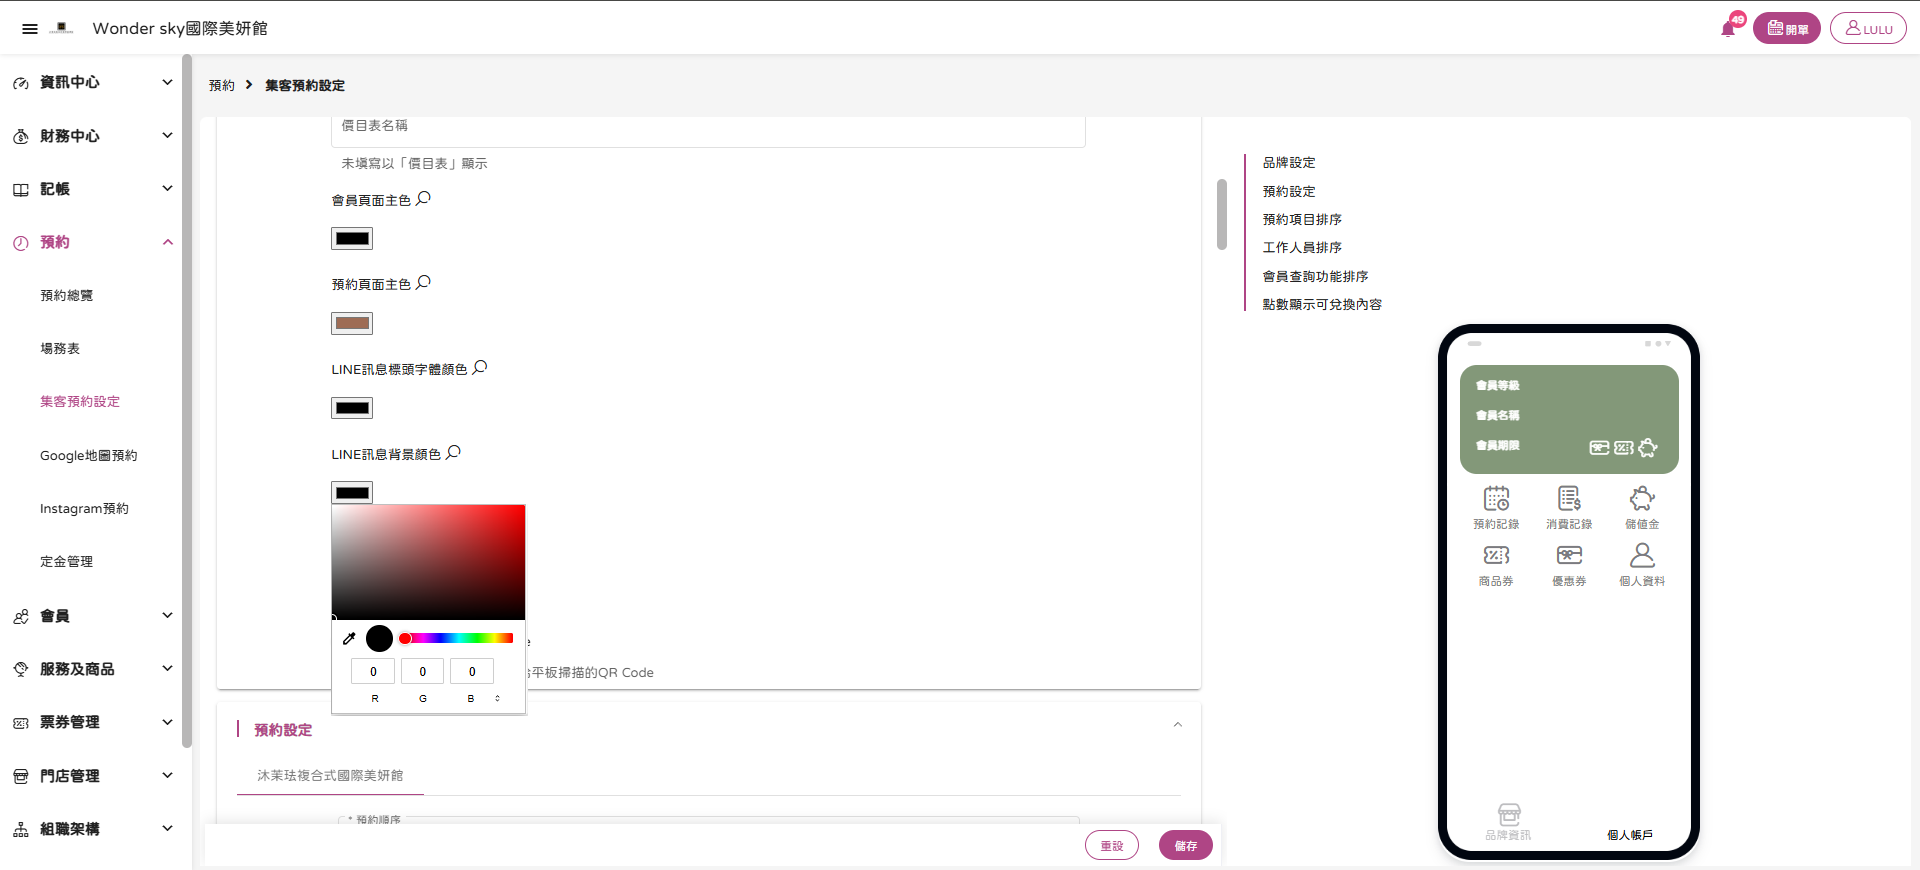 Wonder sky國際美妍館
49
開單
LULU
資訊中心
財務中心
記帳
預約
預約總覽
場務表
集客預約設定
Google地圖預約
Instagram預約
定金管理
會員
服務及商品
票券管理
門店管理
組職架構
預約
集客預約設定
價目表名稱
未填寫以「價目表」顯示
會員頁面主色
預約頁面主色
LINE訊息標頭字體顏色
LINE訊息背景顏色
0
0
0
R
G
B
e
平板掃描的QR Code
預約設定
沐茉珐複合式國際美妍館
* 預約順序
重設
儲存
品牌設定
預約設定
預約項目排序
工作人員排序
會員查詢功能排序
點數顯示可兌換內容
會員等級
會員名稱
會員期限
預約記錄
消費記錄
儲值金
商品券
優惠券
個人資料
品牌資訊
個人帳戶